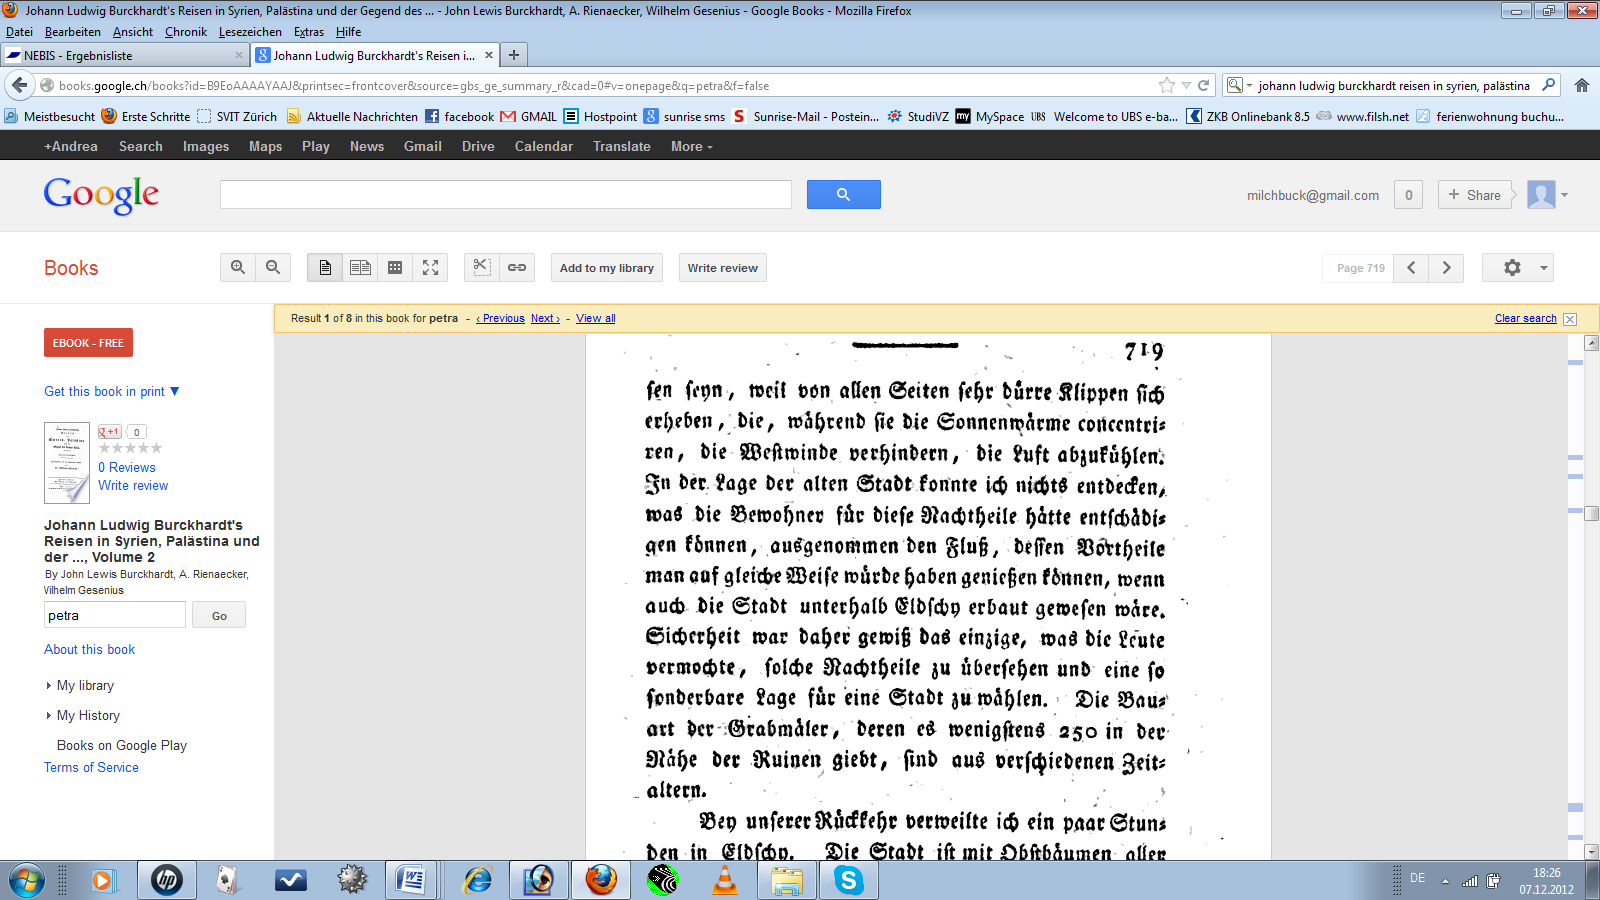 Johann Ludwig Burckhardt's Reisen in Syrien, Palästina und der Gegend des ... - John Lewis Burckhardt, A. Rienaecker, Wilhelm Gesenius - Google Books - Mozilla Firefox
Datei Bearbeiten Ansicht Chronik Lesezeichen Extras Hilfe
NEBIS - Ergebnisliste
Johann Ludwig Burckhardt's Reisen i...
books.google.ch/books?id=B9EoAAAAYAAJ&printsec=frontcover&source=gbs_ge_summary_r&cad=0#v=onepage&q=petra&f=false
johann ludwig burckhardt reisen in syrien, palästina
Meistbesucht Erste Schritte SVIT Zürich Aktuelle Nachrichten facebook GMAIL Hostpoint sunrise sms Sunrise-Mail - Postein... StudiVZ MySpace UBS Welcome to UBS e-ba... ZKB Onlinebank 8.5 www.filsh.net ferienwohnung buchu...
+Andrea Search Images Maps Play News Gmail Drive Calendar Translate More
Google
milchbuck@gmail.com 0 + Share
Books
Add to my library Write review
Page 719
Result 1 of 8 in this book for petra - ‹ Previous Next › - View all
Clear search
EBOOK - FREE
Get this book in print ▼
g +1 0
0 Reviews
Write review
Johann Ludwig Burckhardt's
Reisen in Syrien, Palästina und
der ..., Volume 2
By John Lewis Burckhardt, A. Rienaecker,
Wilhelm Gesenius
petra Go
About this book
My library
My History
Books on Google Play
Terms of Service
719
sen seyn, weil von allen Seiten sehr dürre Klippen sich
erheben, die, während sie die Sonnenwärme concentri-
ren, die Westwinde verhindern, die Luft abzukühlen.
In der Lage der alten Stadt konnte ich nichts entdecken,
was die Bewohner für diese Nachtheile hätte entschädi-
gen können, ausgenommen den Fluß, dessen Vortheile
man auf gleiche Weise würde haben genießen können, wenn
auch die Stadt unterhalb Eldschy erbaut gewesen wäre.
Sicherheit war daher gewiß das einzige, was die Leute
vermochte, solche Nachtheile zu übersehen und eine so
sonderbare Lage für eine Stadt zu wählen. Die Bau-
art der Grabmäler, deren es wenigstens 250 in der
Nähe der Ruinen giebt, sind aus verschiedenen Zeit-
altern.
Bey unserer Rückkehr verweilte ich ein paar Stun-
den in Eldschy. Die Stadt ist mit Obstbäumen aller
DE
18:26
07.12.2012